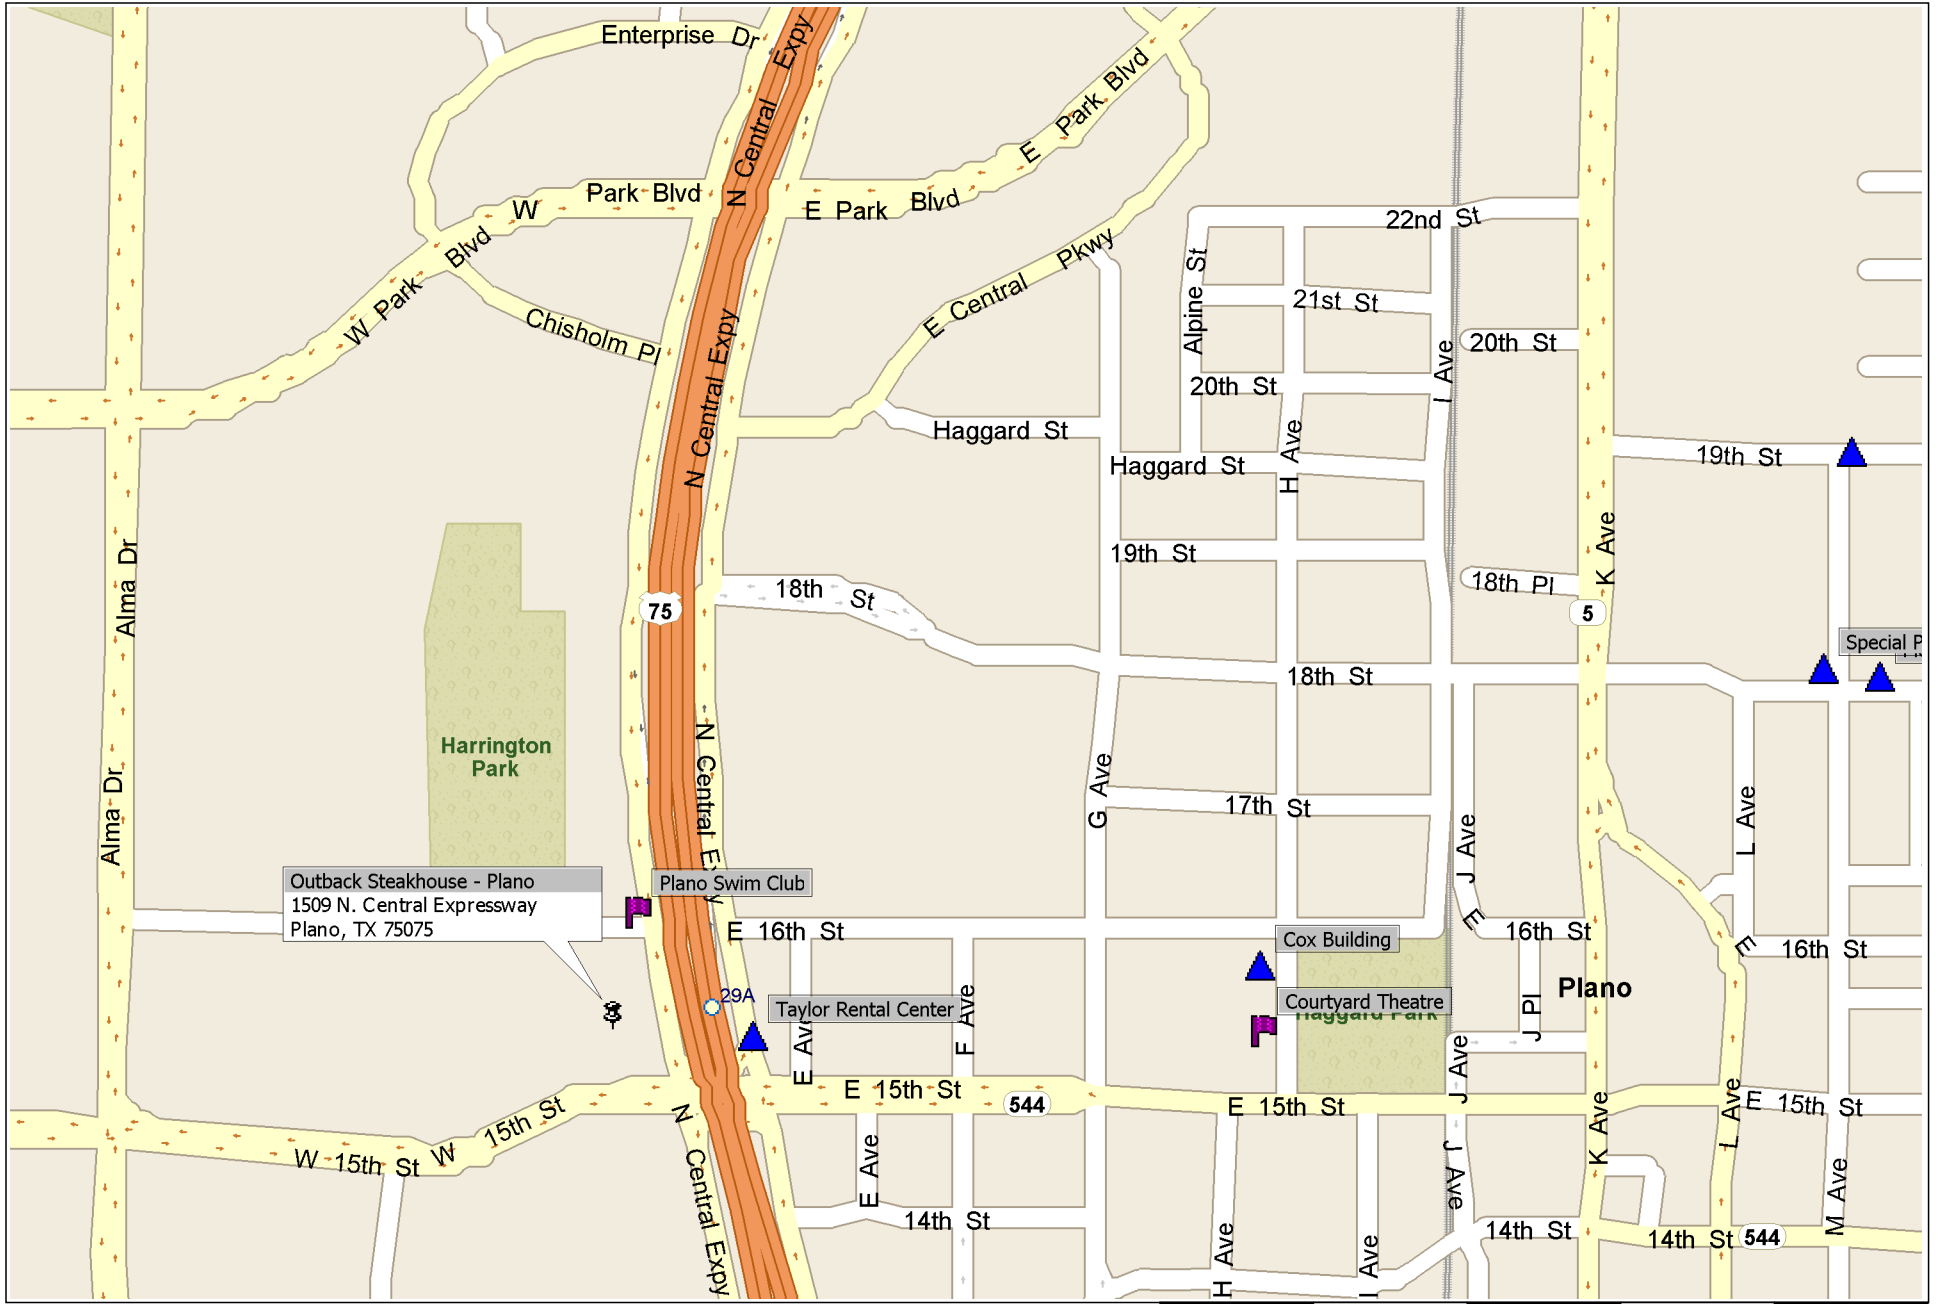 Enterprise Dr
N Central Expy
E Park Blvd
W Park Blvd
E Park Blvd
22nd St
W Park Blvd
E Central Pkwy
Alpine St
21st St
Chisholm Pl
20th St
I Ave
20th St
N Central Expy
Haggard St
H Ave
Haggard St
19th St
K Ave
19th St
Alma Dr
18th St
18th Pl
75
5
Special P
18th St
Harrington
Park
N Central Expy
G Ave
17th St
Alma Dr
J Ave
L Ave
Outback Steakhouse - Plano
1509 N. Central Expressway
Plano, TX 75075
Plano Swim Club
E 16th St
Cox Building
E 16th St
E 16th St
29A
Taylor Rental Center
E Ave
F Ave
Courtyard Theatre
Haggard Park
Plano
J Pl
J Ave
E 15th St
544
E 15th St
K Ave
L Ave
E 15th St
W 15th St
W 15th St
N Central Expy
E Ave
J Ave
M Ave
14th St
H Ave
I Ave
14th St
14th St
544